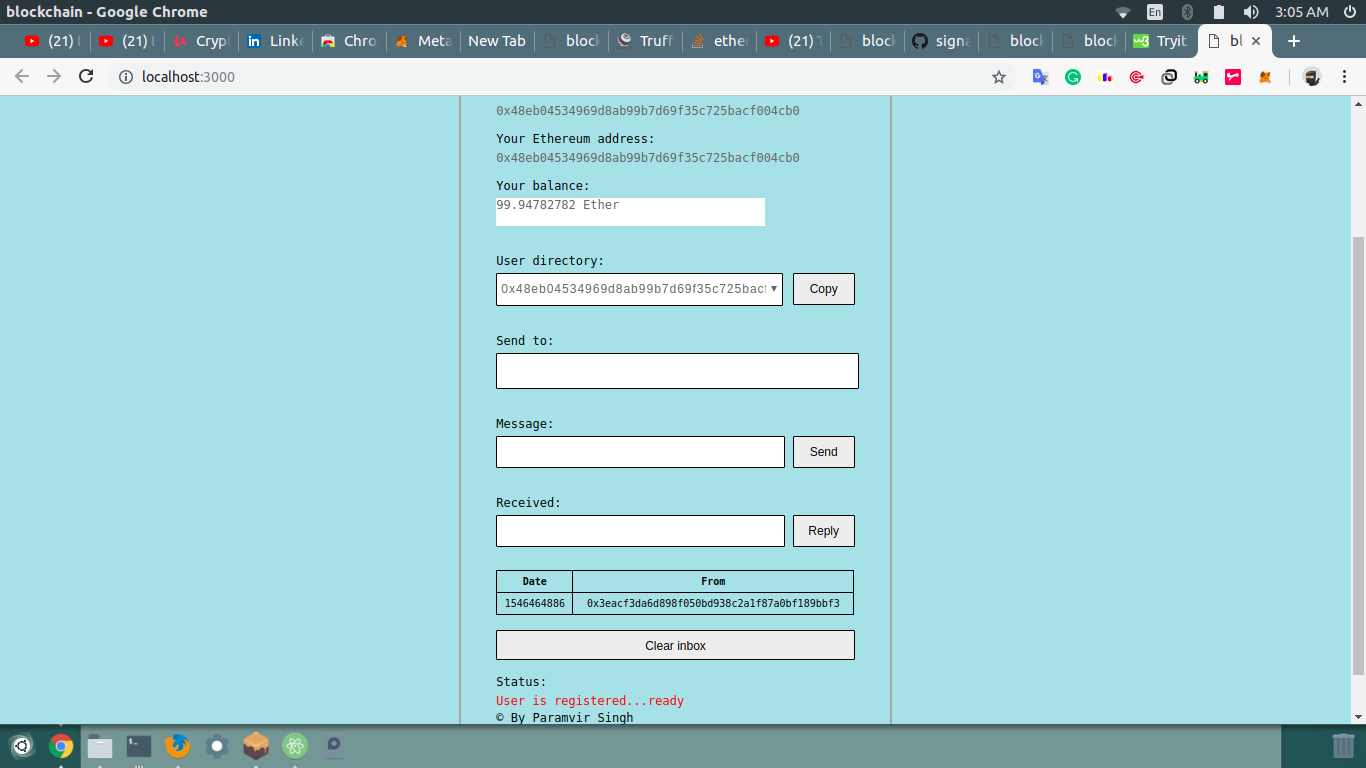 blockchain - Google Chrome
En
3:05 AM
(21)
(21)
Cryp
Linke
Chro
Meta
New Tab
block
Truff
ethe
(21)
block
signa
block
block
Tryit
bl
localhost:3000
0x48eb04534969d8ab99b7d69f35c725bacf004cb0
Your Ethereum address:
0x48eb04534969d8ab99b7d69f35c725bacf004cb0
Your balance:
99.94782782 Ether
User directory:
0x48eb04534969d8ab99b7d69f35c725bacf
Copy
Send to:
Message:
Send
Received:
Reply
Date From
1546464886 0x3eacf3da6d898f050bd938c2a1f87a0bf189bbf3
Clear inbox
Status:
User is registered...ready
© By Paramvir Singh